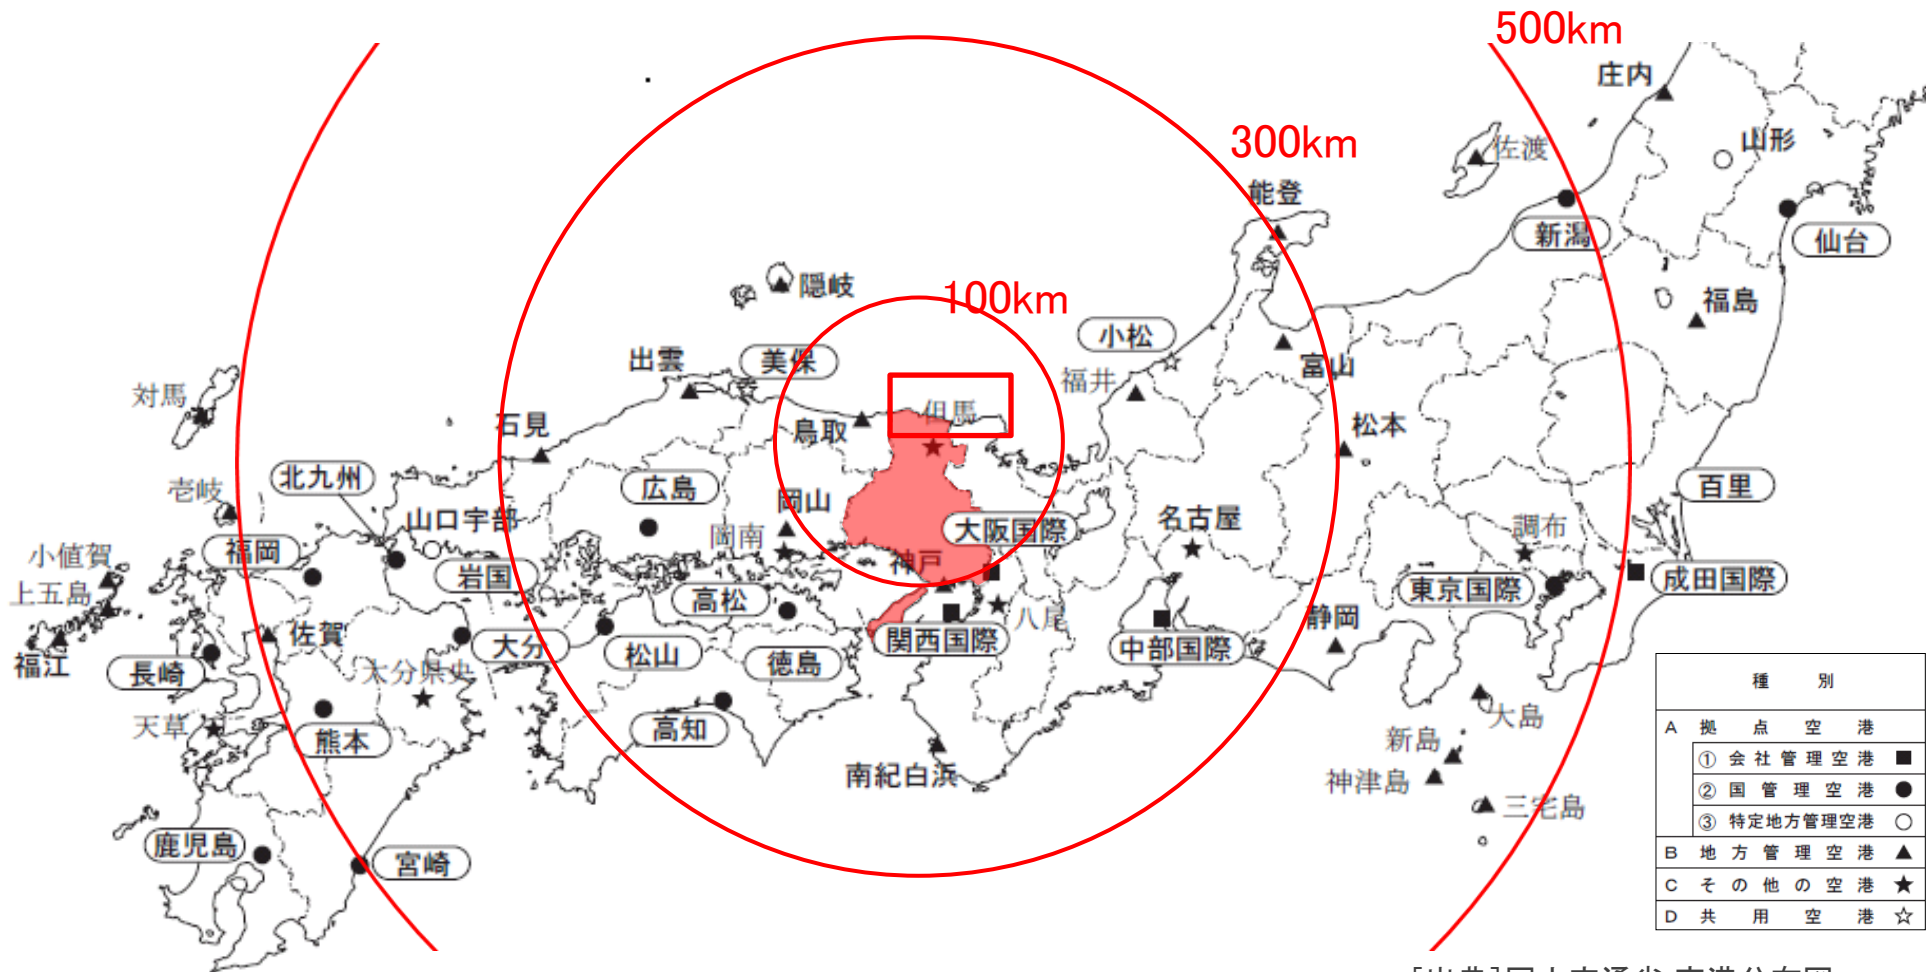 500km
庄内
300km
山形
佐渡
能登
新潟
仙台
隠岐
100km
福島
小松
出雲
美保
富山
福井
対馬
但馬
鳥取
石見
松本
北九州
広島
百里
壱岐
岡山
山口宇部
名古屋
大阪国際
調布
岡南
福岡
小値賀
神戸
岩国
成田国際
上五島
高松
東京国際
八尾
静岡
佐賀
大分
松山
関西国際
中部国際
福江
長崎
徳島
大分県央
種 別
大島
天草
高知
A 拠点空港
熊本
新島
① 会社管理空港 ■
南紀白浜
神津島
② 国管理空港 ●
三宅島
③ 特定地方管理空港 ○
鹿児島
宮崎
B 地方管理空港 ▲
C その他の空港 ★
D 共用空港 ☆